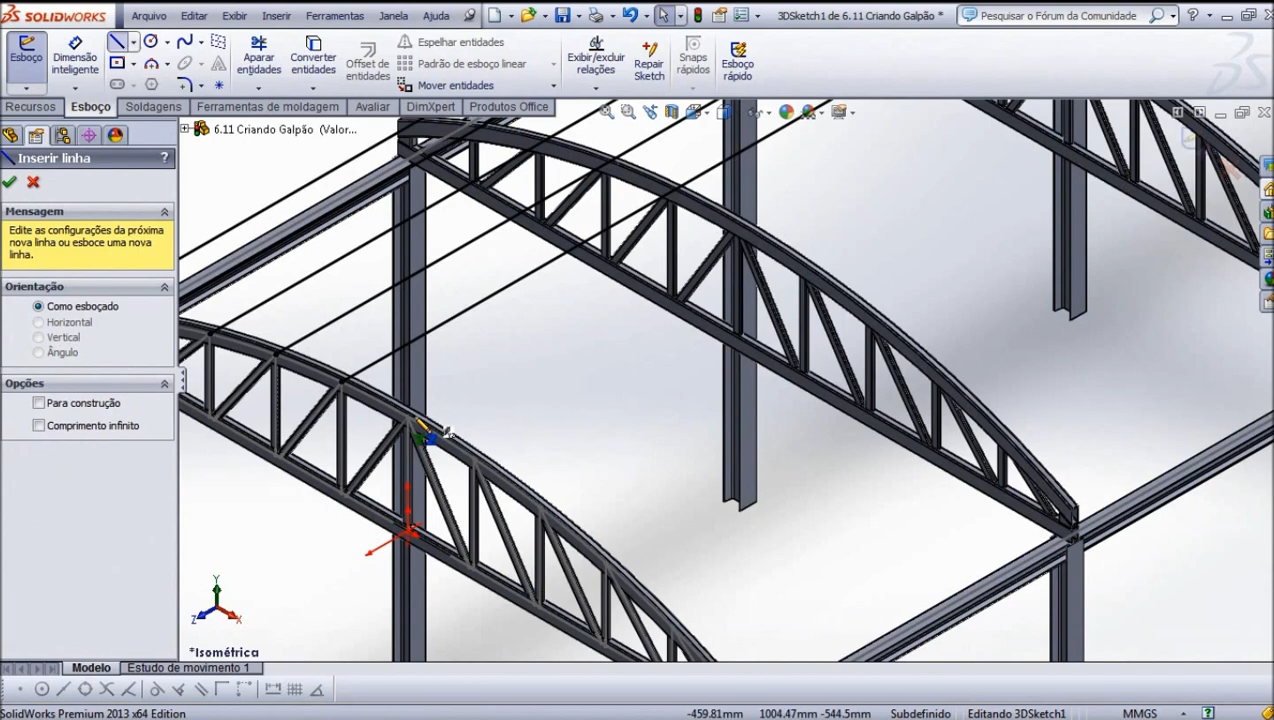 SOLIDWORKS
Arquivo Editar Exibir Inserir Ferramentas Janela Ajuda
3DSketch1 de 6.11 Criando Galpão *
Pesquisar o Fórum da Comunidade
Esboço
Dimensão inteligente
Aparar entidades
Converter entidades
Offset de entidades
Espelhar entidades
Padrão de esboço linear
Mover entidades
Exibir/excluir relações
Repair Sketch
Snaps rápidos
Esboço rápido
Recursos Esboço Soldagens Ferramentas de moldagem Avaliar DimXpert Produtos Office
6.11 Criando Galpão (Valor...
Inserir linha ?
Mensagem
Edite as configurações da próxima
nova linha ou esboce uma nova
linha.
Orientação
Como esboçado
Horizontal
Vertical
Ângulo
Opções
Para construção
Comprimento infinito
Y
Z
X
*Isométrica
Modelo Estudo de movimento 1
SolidWorks Premium 2013 x64 Edition
-459.81mm 1004.47mm -544.5mm Subdefinido Editando 3DSketch1 MMGS